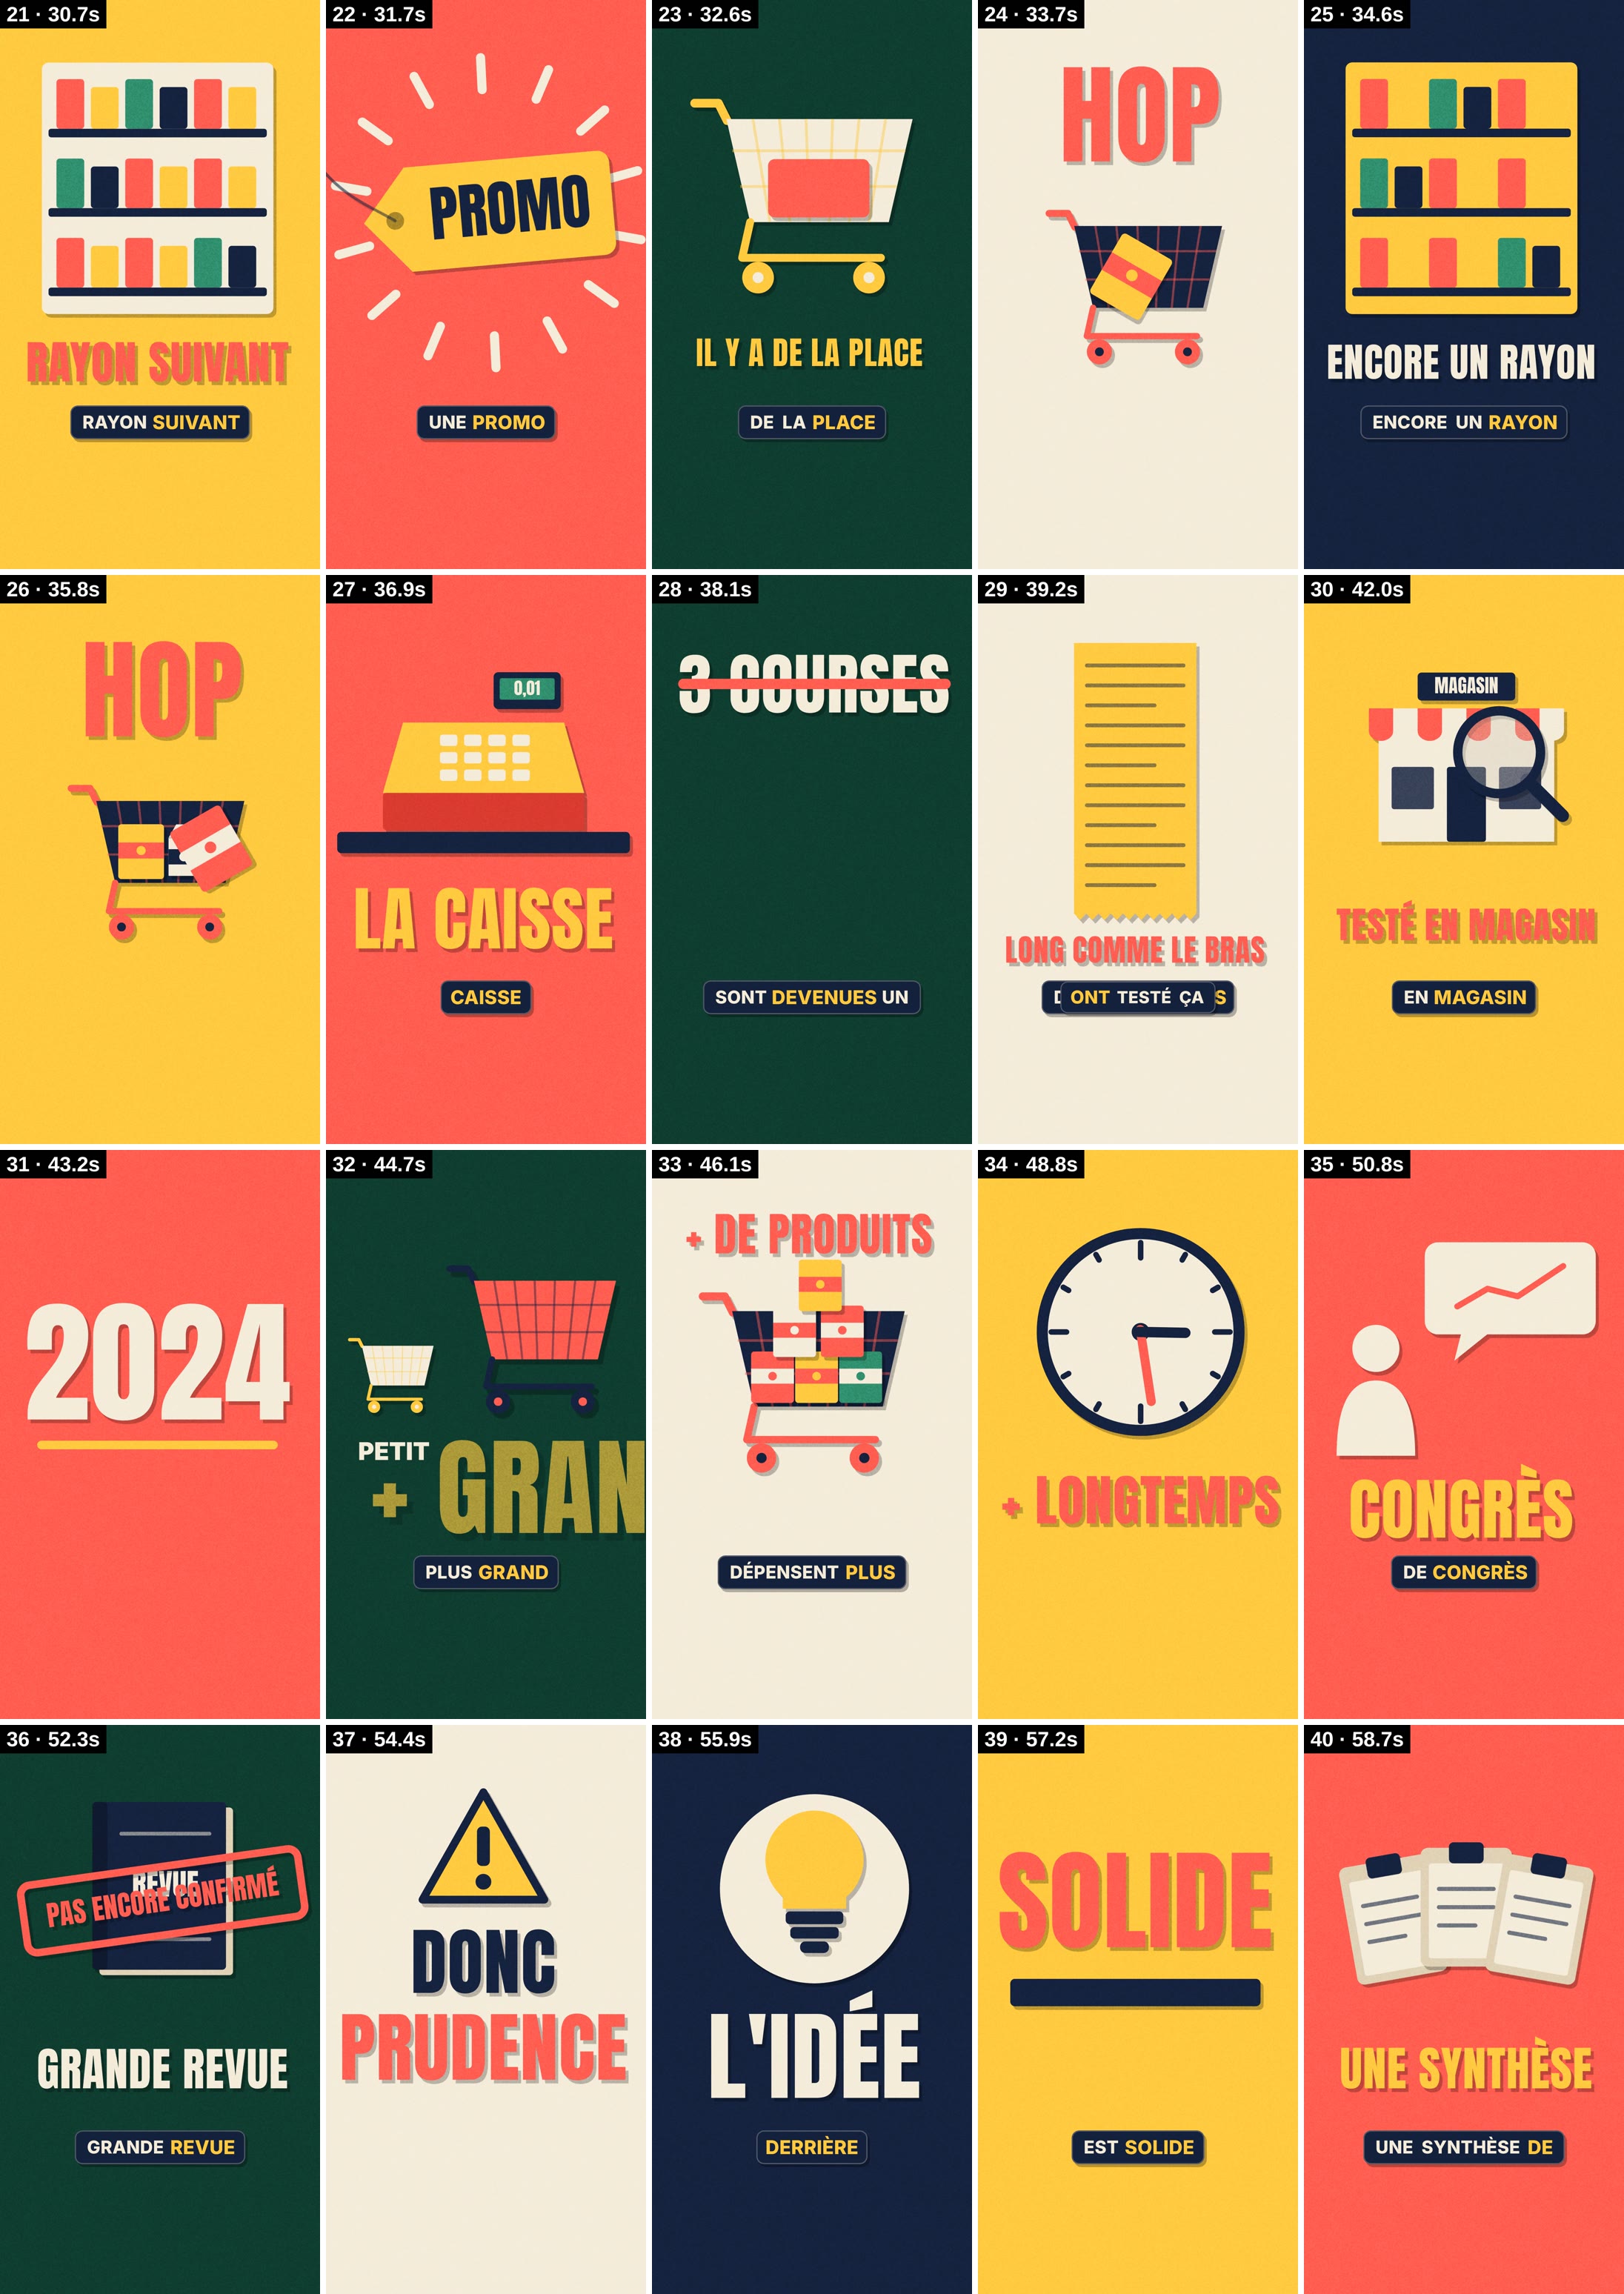 21 · 30.7s
RAYON SUIVANT
RAYON SUIVANT
22 · 31.7s
PROMO
UNE PROMO
23 · 32.6s
IL Y A DE LA PLACE
DE LA PLACE
24 · 33.7s
HOP
25 · 34.6s
ENCORE UN RAYON
ENCORE UN RAYON
26 · 35.8s
HOP
27 · 36.9s
0,01
LA CAISSE
CAISSE
28 · 38.1s
3 COURSES
SONT DEVENUES UN
29 · 39.2s
LONG COMME LE BRAS
ONT TESTÉ ÇA
30 · 42.0s
MAGASIN
TESTÉ EN MAGASIN
EN MAGASIN
31 · 43.2s
2024
32 · 44.7s
PETIT
+ GRAN
PLUS GRAND
33 · 46.1s
+ DE PRODUITS
DÉPENSENT PLUS
34 · 48.8s
+ LONGTEMPS
35 · 50.8s
CONGRÈS
DE CONGRÈS
36 · 52.3s
REVUE
PAS ENCORE CONFIRMÉ
GRANDE REVUE
GRANDE REVUE
37 · 54.4s
DONC
PRUDENCE
38 · 55.9s
L'IDÉE
DERRIÈRE
39 · 57.2s
SOLIDE
EST SOLIDE
40 · 58.7s
UNE SYNTHÈSE
UNE SYNTHÈSE DE